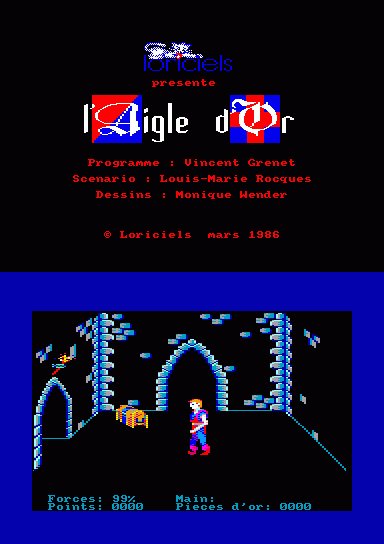 loriciels
presente
l'Aigle d'Or
Programme : Vincent Grenet
Scenario : Louis-Marie Rocques
Dessins : Monique Wender
© Loriciels mars 1986
Forces: 99% Main:
Points: 0000 Pieces d'or: 0000